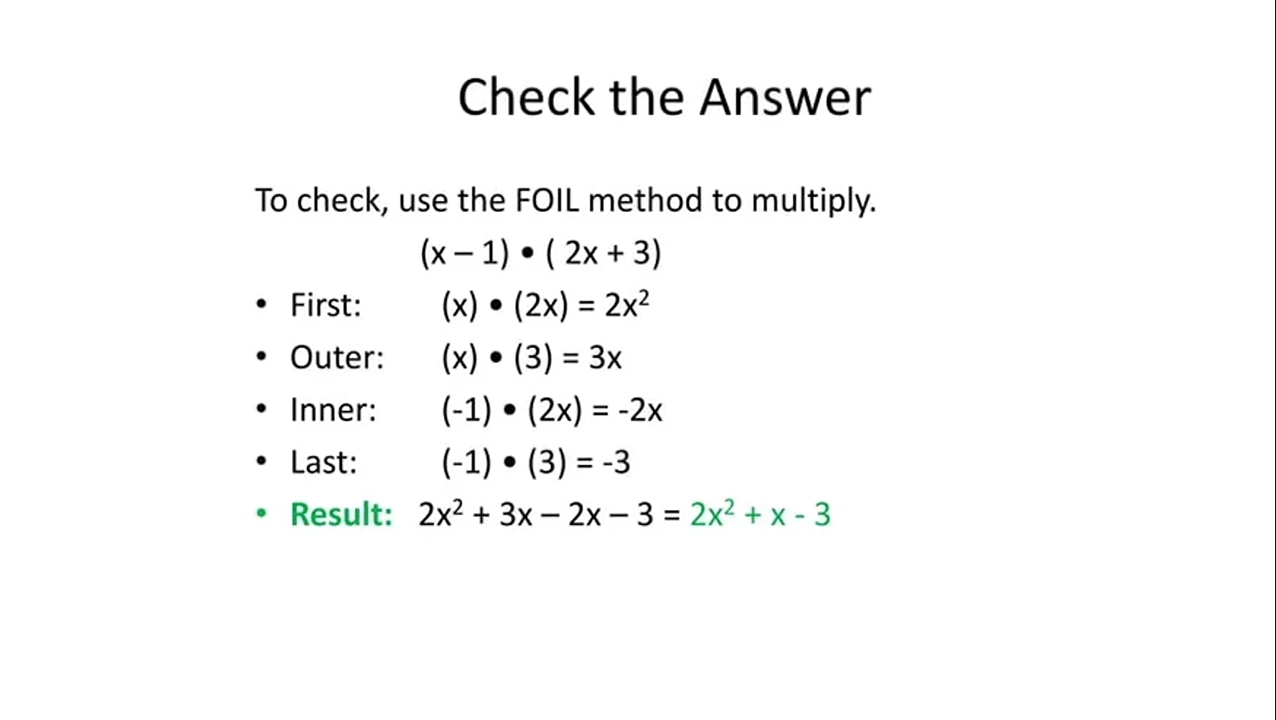 Check the Answer
To check, use the FOIL method to multiply.
(x – 1) • ( 2x + 3)
• First: (x) • (2x) = 2x²
• Outer: (x) • (3) = 3x
• Inner: (-1) • (2x) = -2x
• Last: (-1) • (3) = -3
• Result: 2x² + 3x – 2x – 3 = 2x² + x - 3